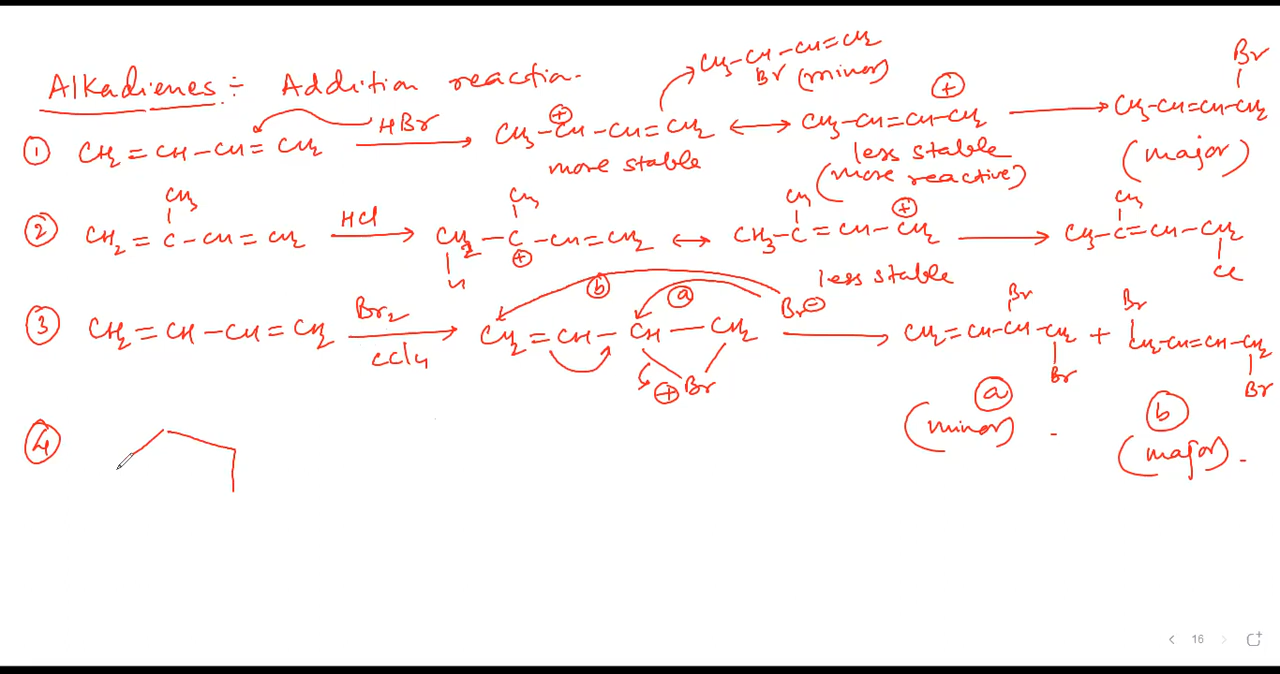 Alkadienes :- Addition reaction.
CH3-CH-CH=CH2
Br (minor)
① CH2=CH-CH=CH2 HBr CH3-CH-CH=CH2 ↔ CH3-CH=CH-CH2 → CH3-CH=CH-CH2
⊕ ⊕ Br
more stable less stable (major)
(more reactive)
② CH2=C-CH=CH2 HCl → CH2-C-CH=CH2 ↔ CH3-C=CH-CH2 → CH3-C=CH-CH2
CH3 CH3 CH3 CH3
H ⊕ ⊕ Cl
less stable
③ CH2=CH-CH=CH2 Br2 → CH2=CH-CH-CH2 → CH2=CH-CH-CH2 + CH2-CH=CH-CH2
CCl4 ⊕Br ⓑ ⓐ Br⊖ Br Br Br Br
ⓐ ⓑ
(minor) . (major).
④
16